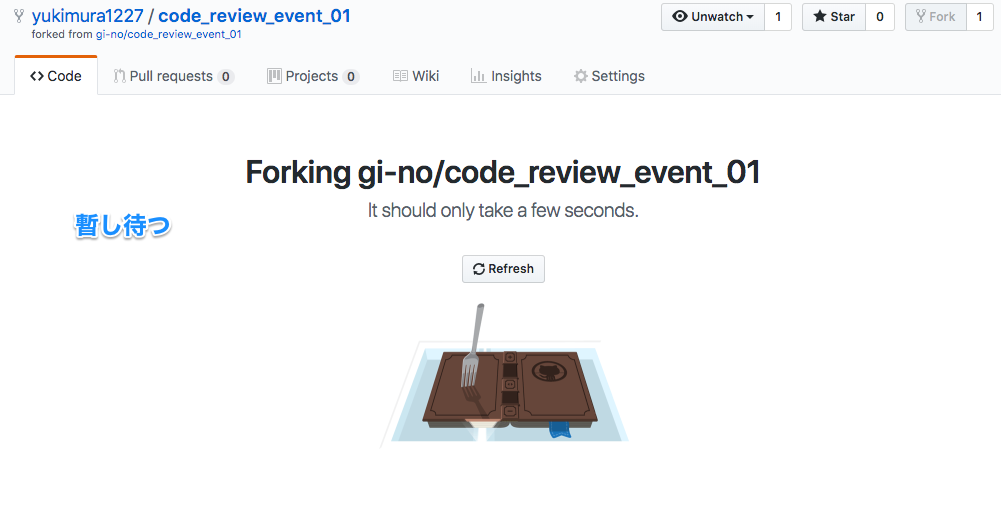 yukimura1227 / code_review_event_01
forked from gi-no/code_review_event_01
Unwatch 1 Star 0 Fork 1
Code Pull requests 0 Projects 0 Wiki Insights Settings
Forking gi-no/code_review_event_01
It should only take a few seconds.
暫し待つ
Refresh